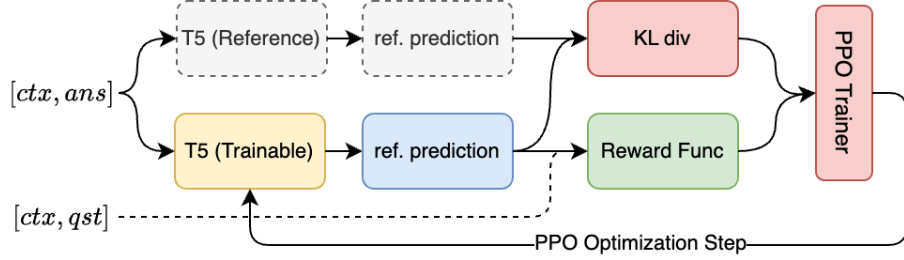 T5 (Reference)
ref. prediction
KL div
PPO Trainer
[ctx, ans]
T5 (Trainable)
ref. prediction
Reward Func
[ctx, qst]
PPO Optimization Step